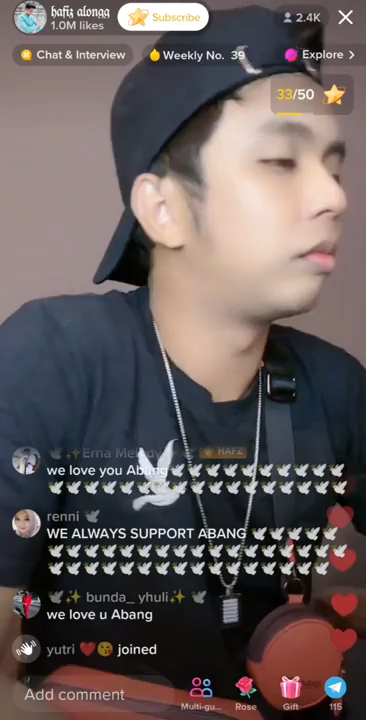 hafiz alongg
1.0M likes
Subscribe
2.4K
Chat & Interview
Weekly No. 39
Explore >
33/50
HAFZ
we love you Abang 🕊🕊🕊🕊🕊🕊🕊🕊🕊🕊
🕊🕊🕊🕊🕊🕊🕊🕊🕊🕊🕊🕊🕊🕊🕊🕊🕊
renni 🕊
WE ALWAYS SUPPORT ABANG 🕊🕊🕊🕊🕊
🕊🕊🕊🕊🕊🕊🕊🕊🕊🕊🕊🕊🕊🕊🕊🕊🕊
🕊🕊🕊🕊🕊🕊🕊🕊🕊🕊🕊🕊🕊🕊🕊🕊
🕊✨ bunda_ yhuli✨ 🕊
we love u Abang
yutri ❤️😘 joined
Add comment
Multi-gu...
Rose
Gift
115